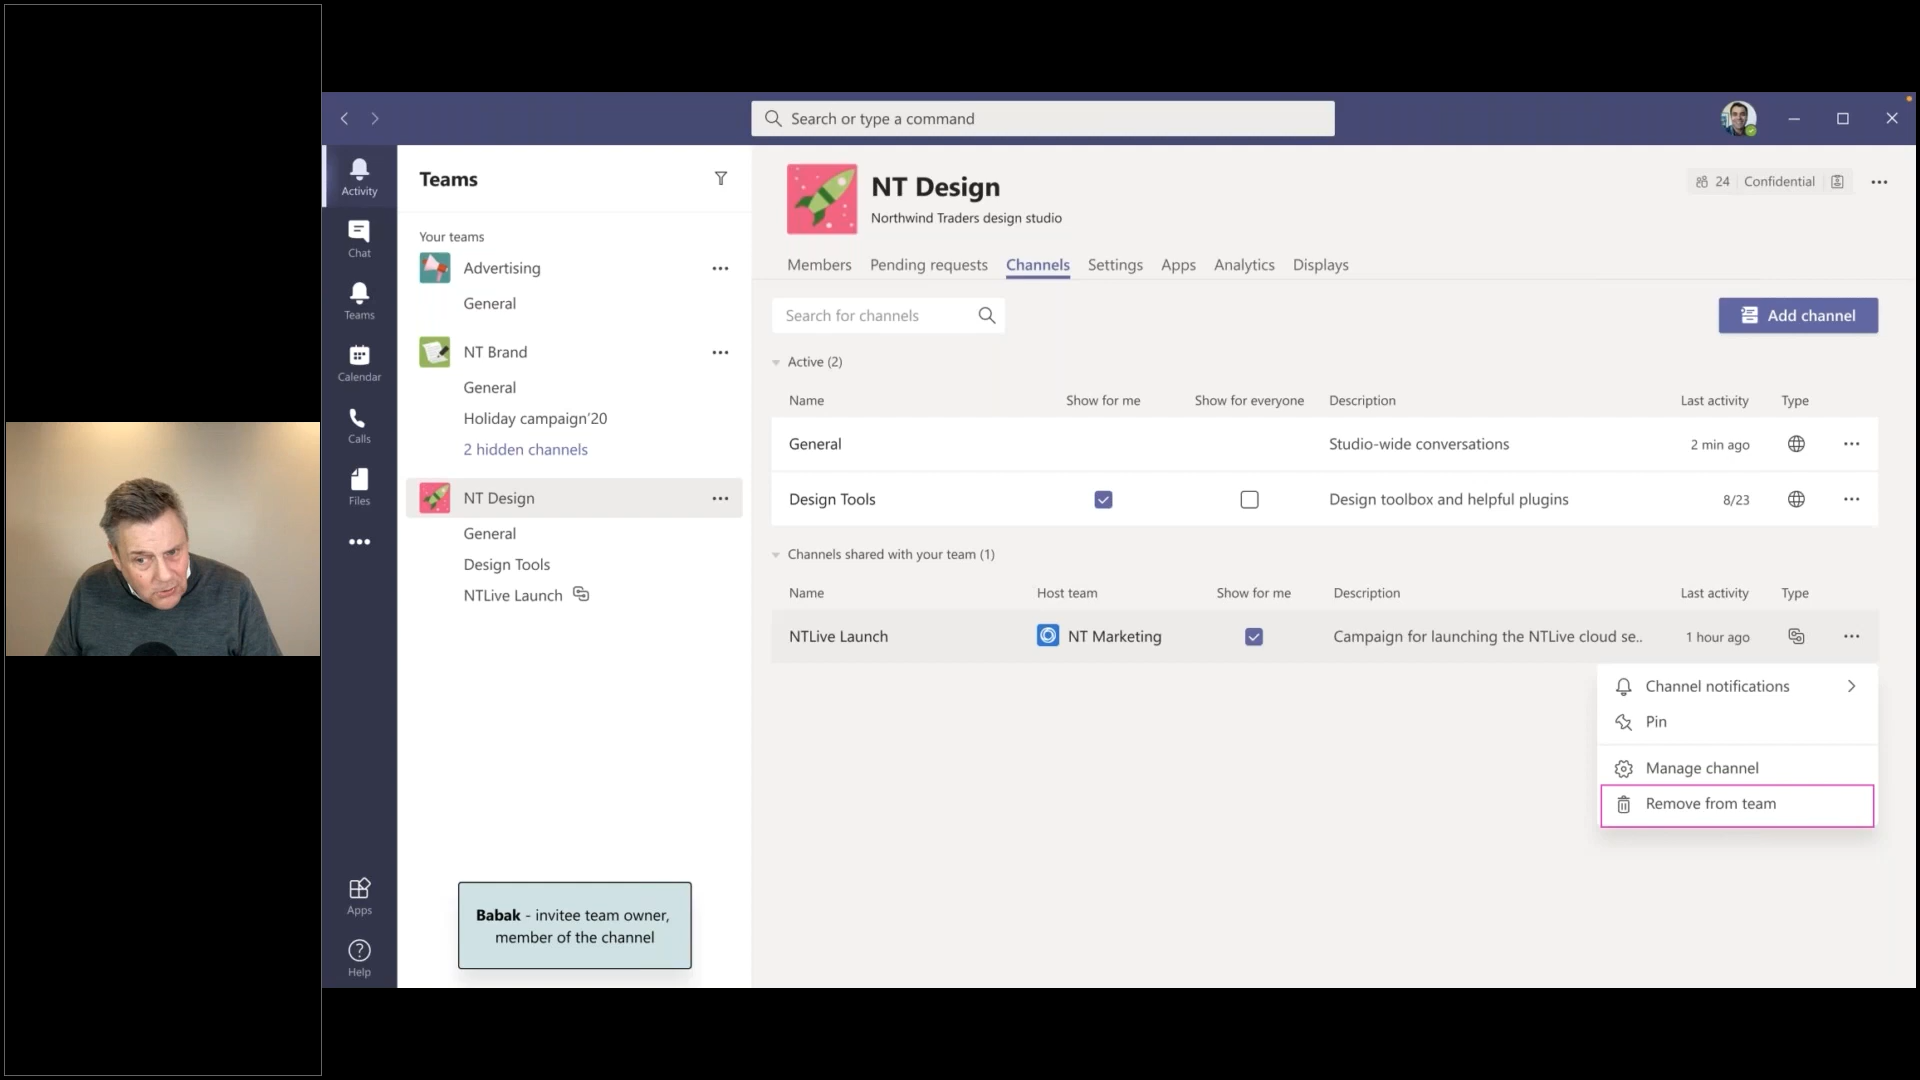 Search or type a command
Activity
Chat
Teams
Calendar
Calls
Files
Apps
Help
Teams
Your teams
Advertising
General
NT Brand
General
Holiday campaign'20
2 hidden channels
NT Design
General
Design Tools
NTLive Launch
Babak - invitee team owner,
member of the channel
NT Design
Northwind Traders design studio
24 Confidential
Members Pending requests Channels Settings Apps Analytics Displays
Search for channels
Add channel
Active (2)
Name Show for me Show for everyone Description Last activity Type
General Studio-wide conversations 2 min ago
Design Tools Design toolbox and helpful plugins 8/23
Channels shared with your team (1)
Name Host team Show for me Description Last activity Type
NTLive Launch NT Marketing Campaign for launching the NTLive cloud se.. 1 hour ago
Channel notifications
Pin
Manage channel
Remove from team